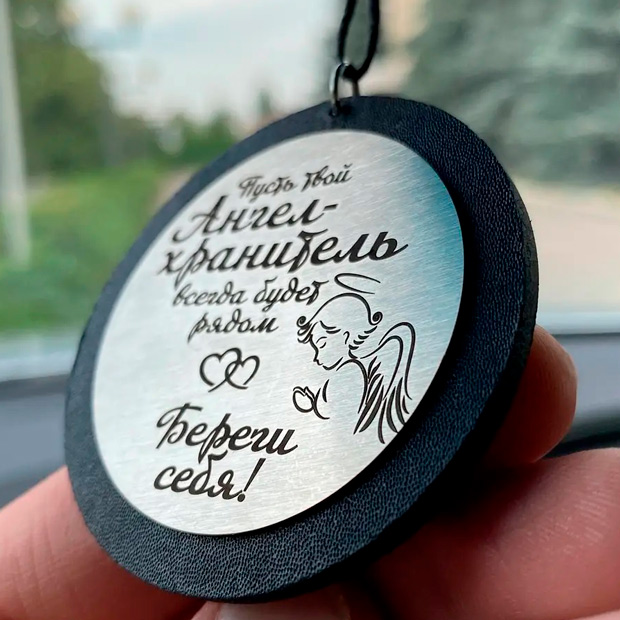 Пусть твой
Ангел-
хранитель
всегда будет
рядом
Береги
себя!